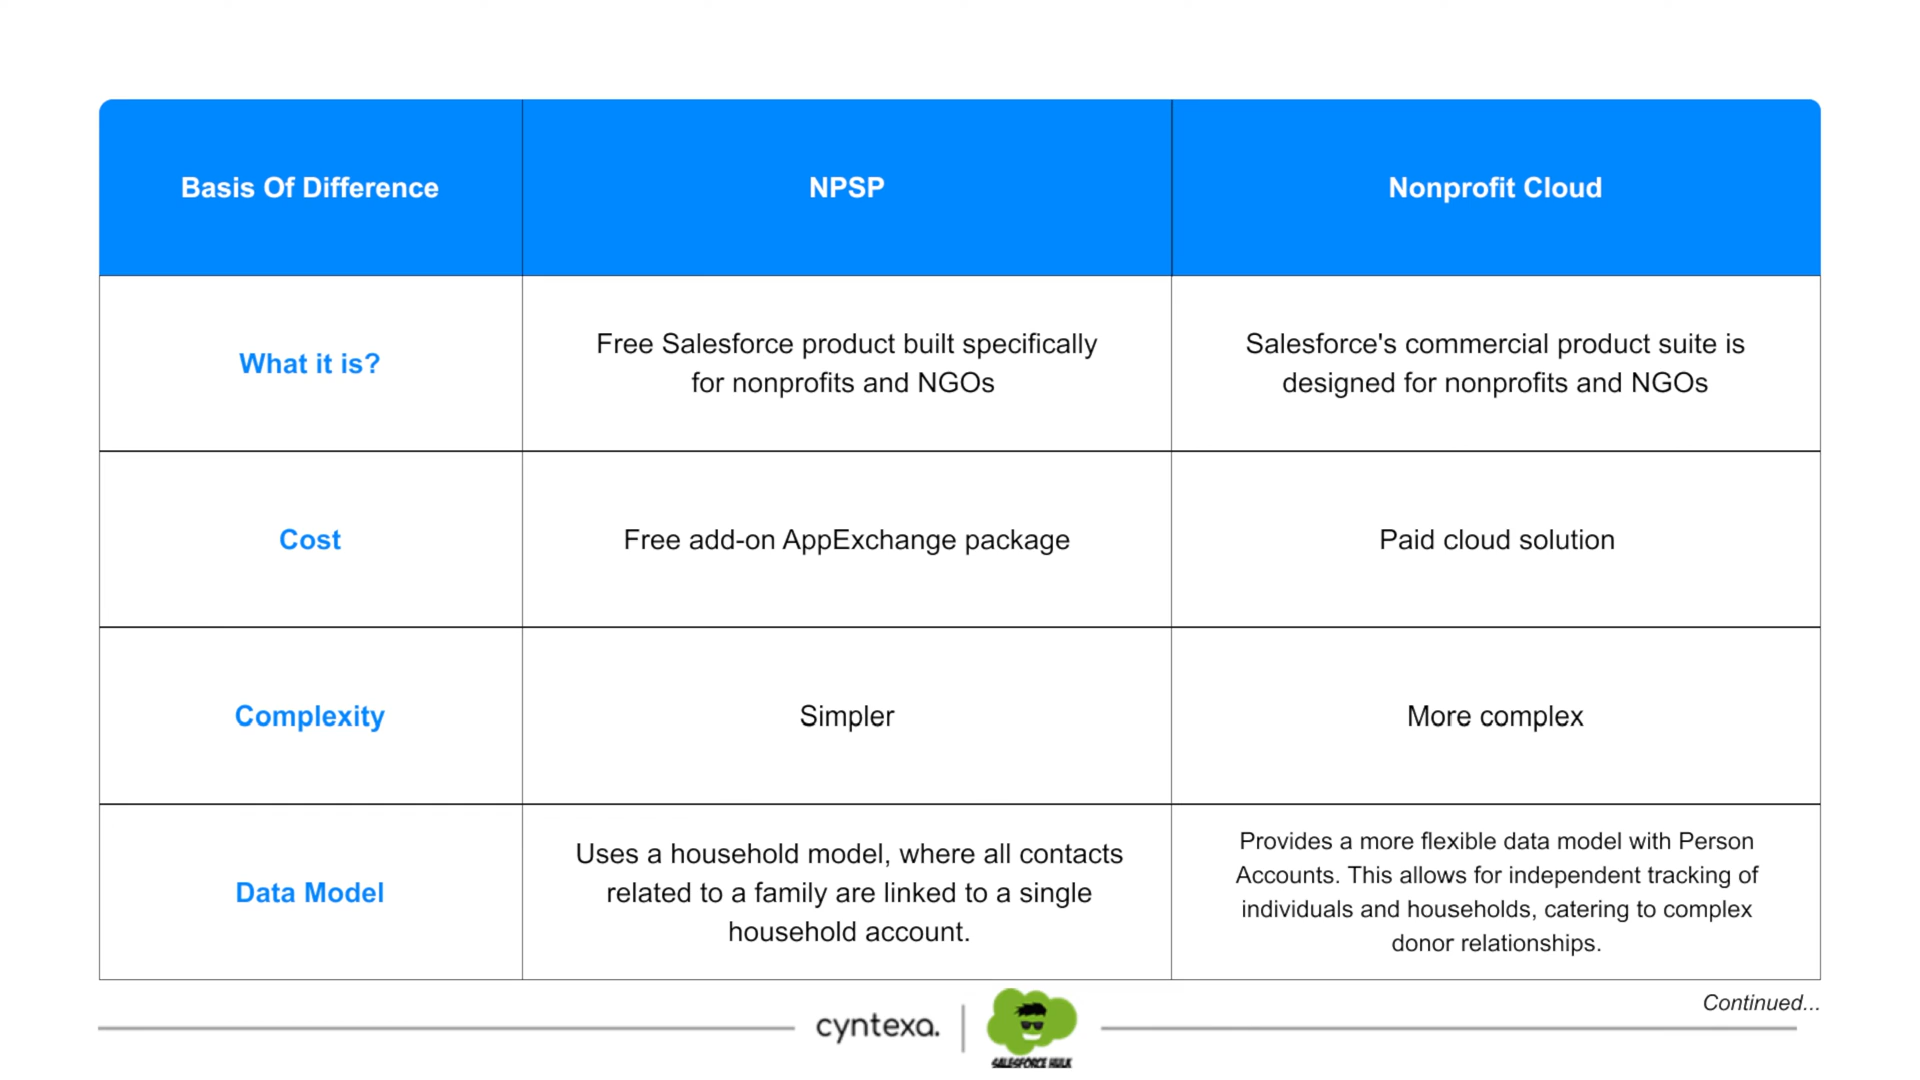 Basis Of Difference
NPSP
Nonprofit Cloud
What it is?
Free Salesforce product built specifically
for nonprofits and NGOs
Salesforce's commercial product suite is
designed for nonprofits and NGOs
Cost
Free add-on AppExchange package
Paid cloud solution
Complexity
Simpler
More complex
Data Model
Uses a household model, where all contacts
related to a family are linked to a single
household account.
Provides a more flexible data model with Person
Accounts. This allows for independent tracking of
individuals and households, catering to complex
donor relationships.
Continued...
cyntexa.
SALESFORCE HULK